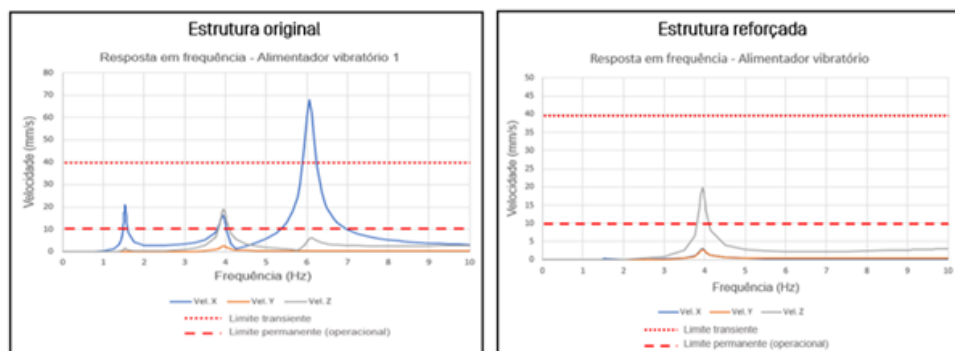 Estrutura original
Resposta em frequência - Alimentador vibratório 1
Velocidade (mm/s)
80
70
60
50
40
30
20
10
0
0 1 2 3 4 5 6 7 8 9 10
Frequência (Hz)
Vel. X Vel. Y Vel. Z
Limite transiente
Limite permanente (operacional)
Estrutura reforçada
Resposta em frequência - Alimentador vibratório
Velocidade (mm/s)
50
45
40
35
30
25
20
15
10
5
0
0 1 2 3 4 5 6 7 8 9 10
Frequência (Hz)
Vel. X Vel. Y Vel. Z
Limite transiente
Limite permanente (operacional)